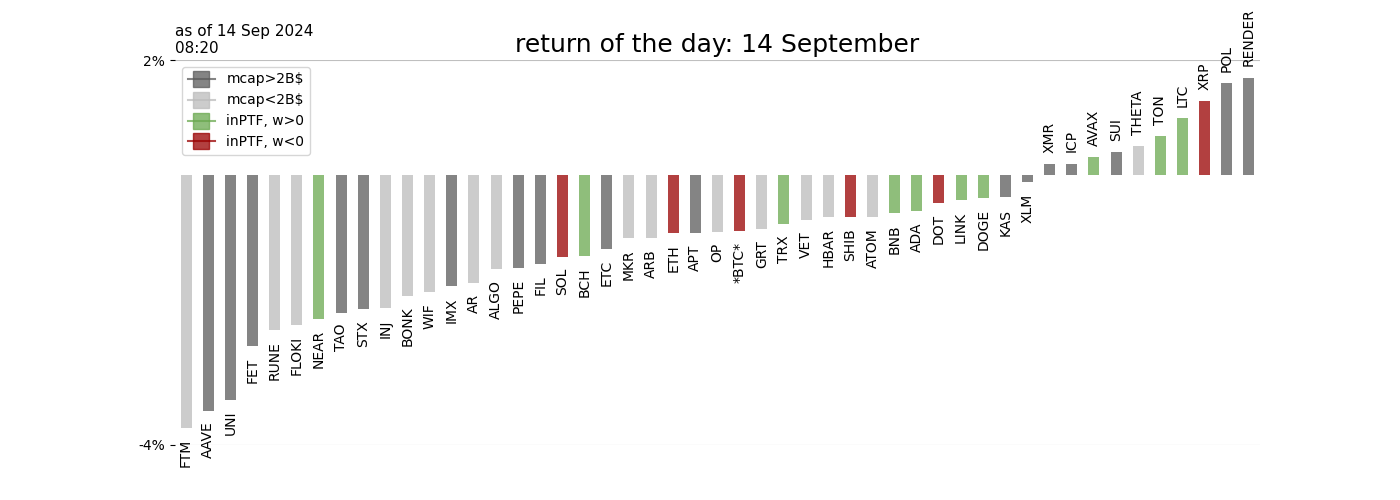 as of 14 Sep 2024
08:20
return of the day: 14 September
2%
-4%
mcap>2B$
mcap<2B$
inPTF, w>0
inPTF, w<0
FTM
AAVE
UNI
FET
RUNE
FLOKI
NEAR
TAO
STX
INJ
BONK
WIF
IMX
AR
ALGO
PEPE
FIL
SOL
BCH
ETC
MKR
ARB
ETH
APT
OP
*BTC*
GRT
TRX
VET
HBAR
SHIB
ATOM
BNB
ADA
DOT
LINK
DOGE
KAS
XLM
XMR
ICP
AVAX
SUI
THETA
TON
LTC
XRP
POL
RENDER